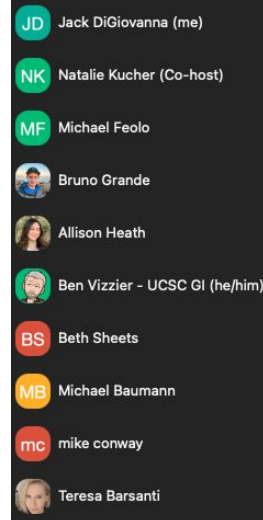 JD Jack DiGiovanna (me)
NK Natalie Kucher (Co-host)
MF Michael Feolo
Bruno Grande
Allison Heath
Ben Vizzier - UCSC GI (he/him)
BS Beth Sheets
MB Michael Baumann
mc mike conway
Teresa Barsanti